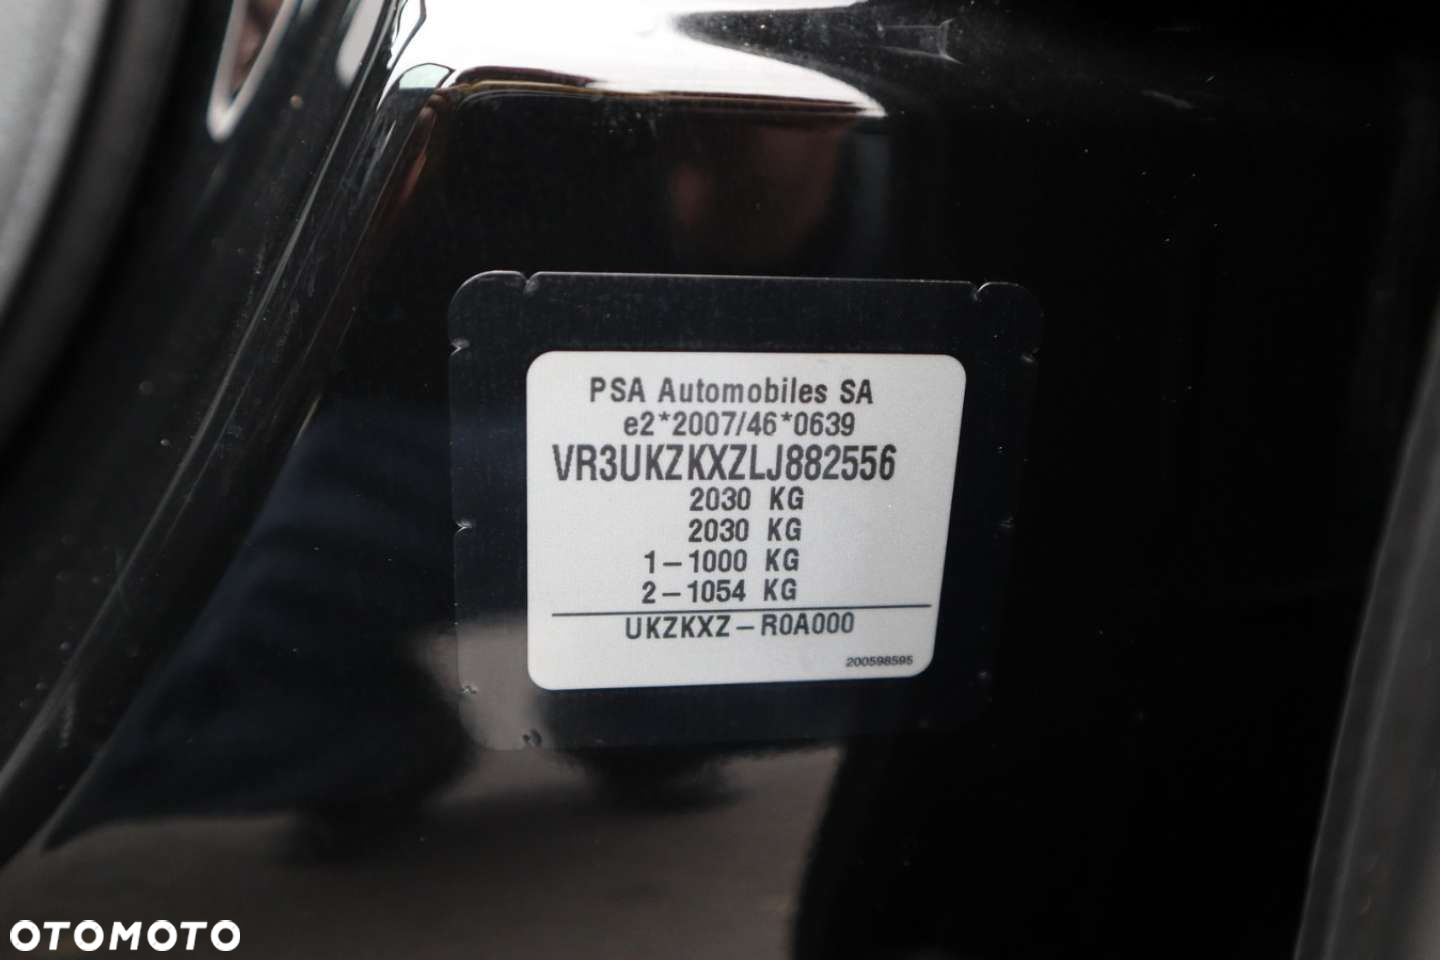 PSA Automobiles SA
e2*2007/46*0639
VR3UKZKXZLJ882556
2030 KG
2030 KG
1-1000 KG
2-1054 KG
UKZKXZ-R0A000
200598595
OTOMOTO